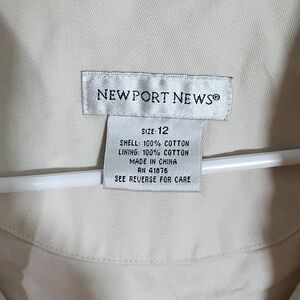 NEWPORT NEWS®
SIZE: 12
SHELL: 100% COTTON
LINING: 100% COTTON
MADE IN CHINA
RN 41876
SEE REVERSE FOR CARE